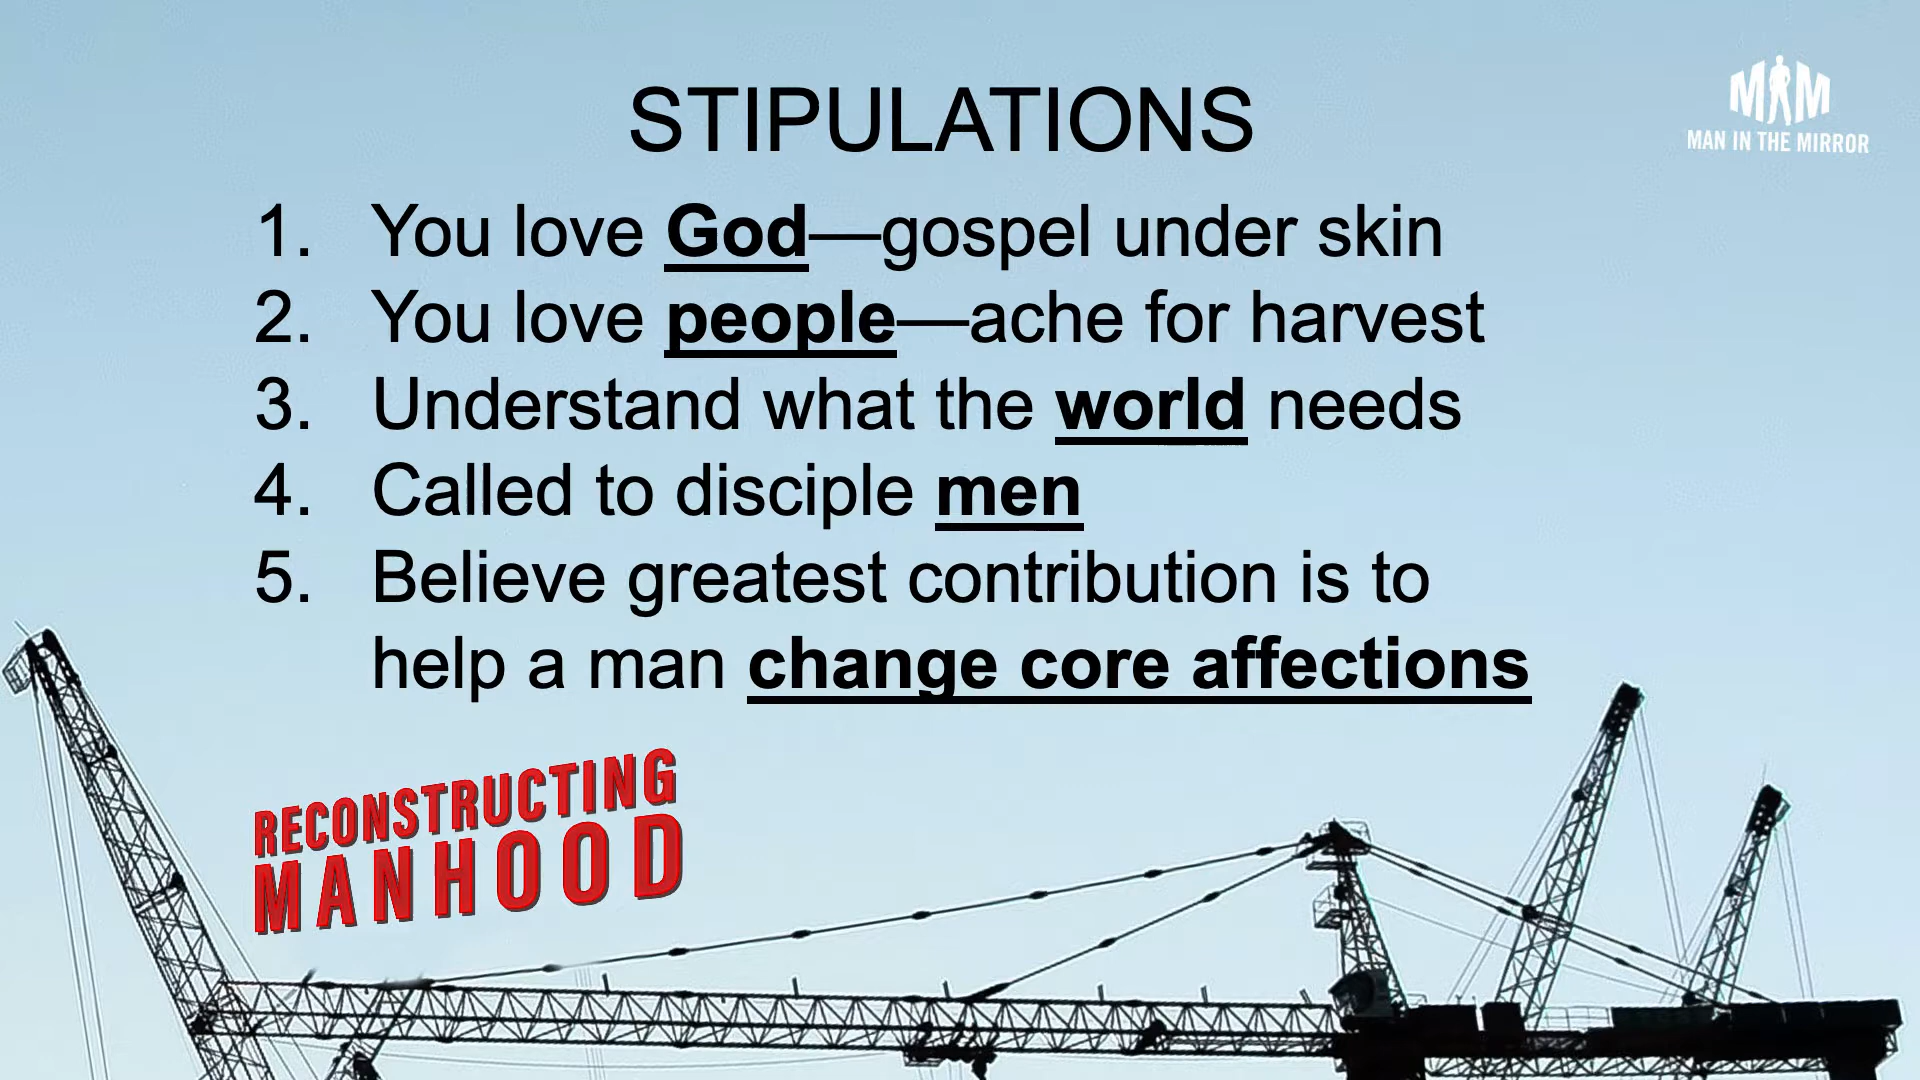 STIPULATIONS
MAN IN THE MIRROR
1. You love God—gospel under skin
2. You love people—ache for harvest
3. Understand what the world needs
4. Called to disciple men
5. Believe greatest contribution is to
help a man change core affections
RECONSTRUCTING
MANHOOD